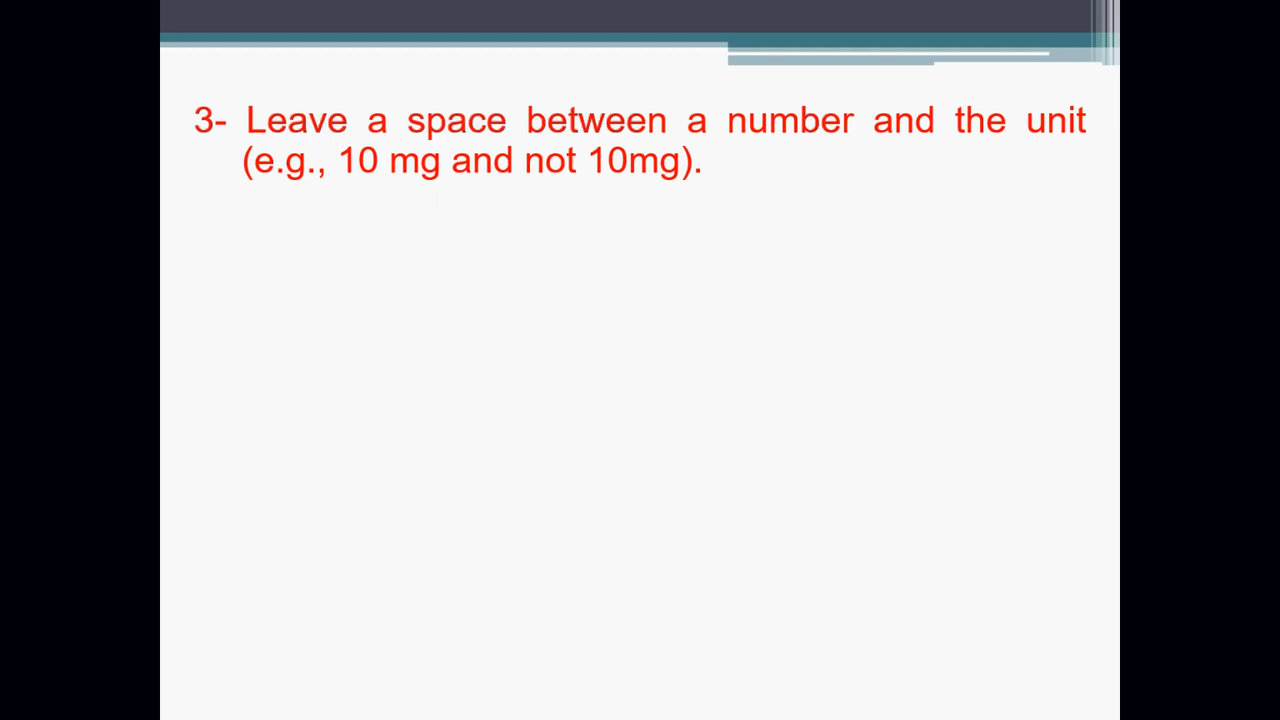 3- Leave a space between a number and the unit
(e.g., 10 mg and not 10mg).